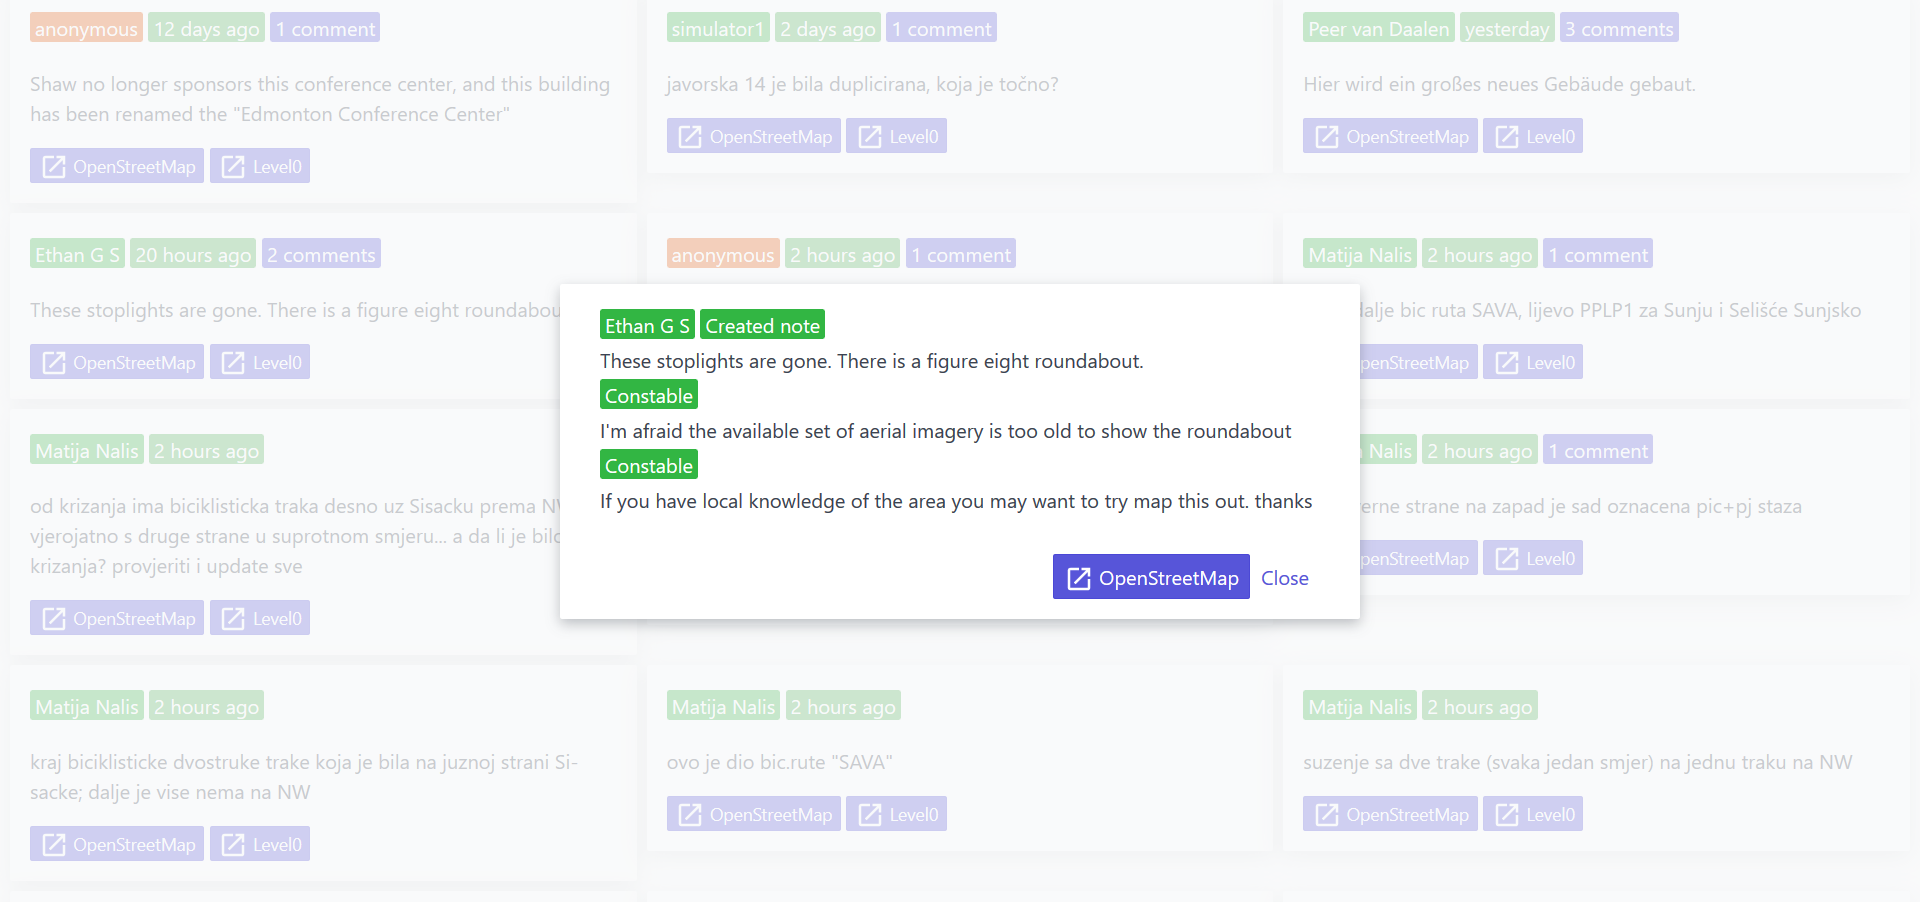 anonymous 12 days ago 1 comment
Shaw no longer sponsors this conference center, and this building
has been renamed the "Edmonton Conference Center"
OpenStreetMap Level0
simulator1 2 days ago 1 comment
javorska 14 je bila duplicirana, koja je točno?
OpenStreetMap Level0
Peer van Daalen yesterday 3 comments
Hier wird ein großes neues Gebäude gebaut.
OpenStreetMap Level0
Ethan G S 20 hours ago 2 comments
These stoplights are gone. There is a figure eight roundabou
OpenStreetMap Level0
anonymous 2 hours ago 1 comment
Matija Nalis 2 hours ago 1 comment
dalje bic ruta SAVA, lijevo PPLP1 za Sunju i Selišće Sunjsko
OpenStreetMap Level0
Ethan G S Created note
These stoplights are gone. There is a figure eight roundabout.
Constable
I'm afraid the available set of aerial imagery is too old to show the roundabout
Constable
If you have local knowledge of the area you may want to try map this out. thanks
OpenStreetMap Close
Matija Nalis 2 hours ago
od krizanja ima biciklisticka traka desno uz Sisacku prema NW
vjerojatno s druge strane u suprotnom smjeru... a da li je bilo
krizanja? provjeriti i update sve
OpenStreetMap Level0
Nalis 2 hours ago 1 comment
verne strane na zapad je sad oznacena pic+pj staza
OpenStreetMap Level0
Matija Nalis 2 hours ago
kraj biciklisticke dvostruke trake koja je bila na juznoj strani Si-
sacke; dalje je vise nema na NW
OpenStreetMap Level0
Matija Nalis 2 hours ago
ovo je dio bic.rute "SAVA"
OpenStreetMap Level0
Matija Nalis 2 hours ago
suzenje sa dve trake (svaka jedan smjer) na jednu traku na NW
OpenStreetMap Level0